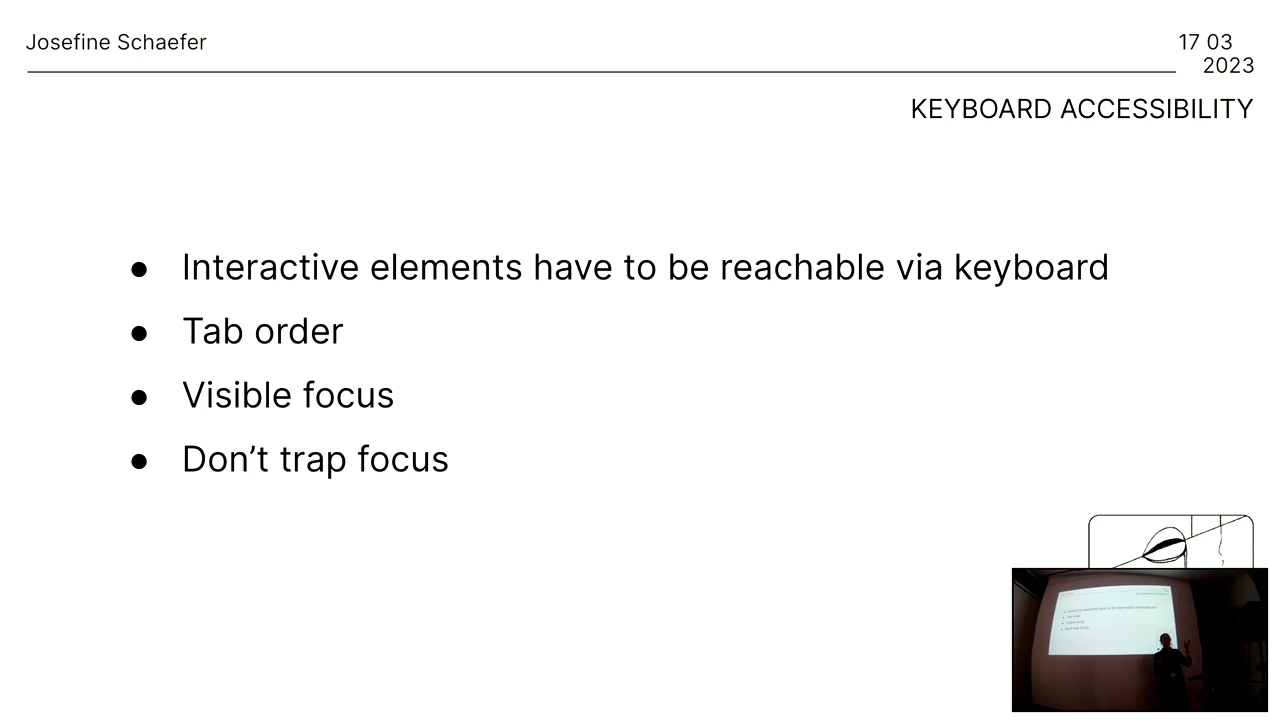 Josefine Schaefer
17 03
2023
KEYBOARD ACCESSIBILITY
● Interactive elements have to be reachable via keyboard
● Tab order
● Visible focus
● Don’t trap focus